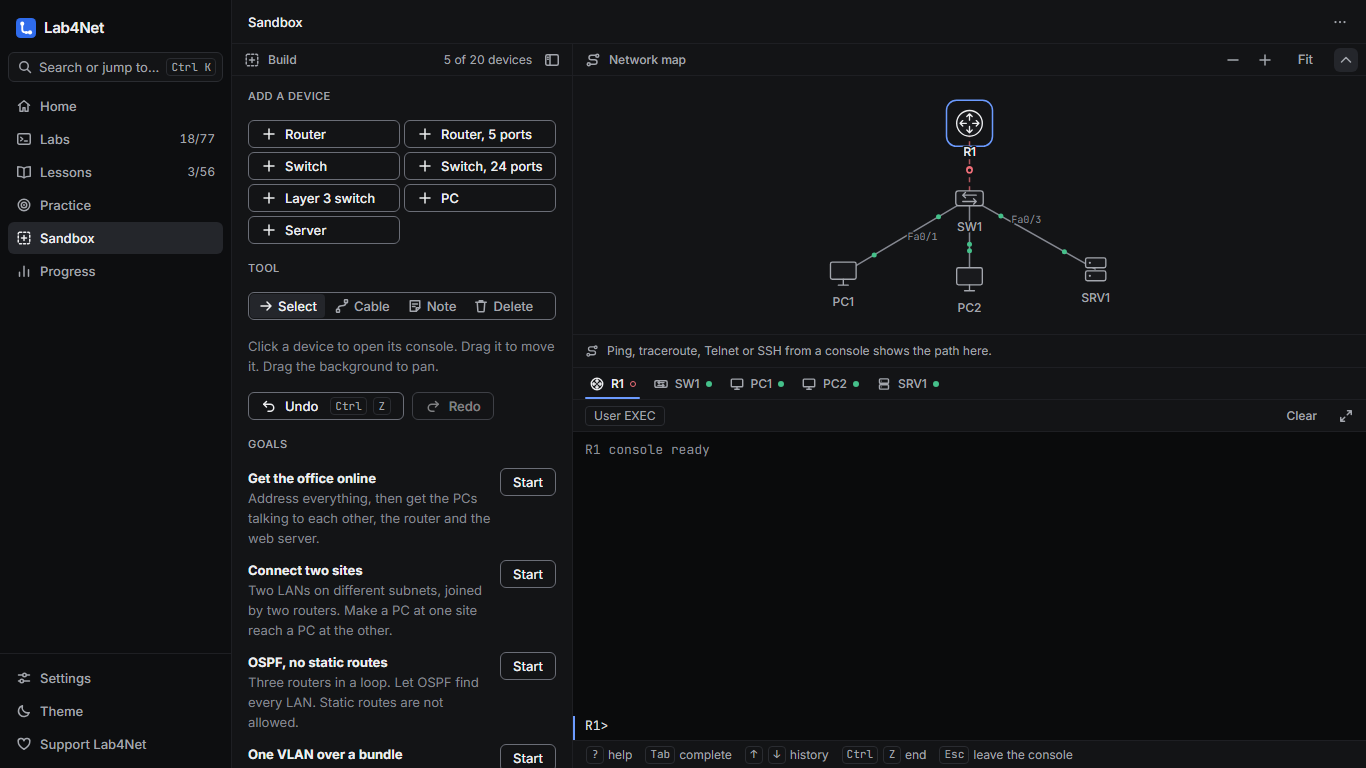 Lab4Net
Search or jump to... Ctrl K
Home
Labs 18/77
Lessons 3/56
Practice
Sandbox
Progress
Settings
Theme
Support Lab4Net
Sandbox
Build 5 of 20 devices
ADD A DEVICE
Router
Router, 5 ports
Switch
Switch, 24 ports
Layer 3 switch
PC
Server
TOOL
Select Cable Note Delete
Click a device to open its console. Drag it to move
it. Drag the background to pan.
Undo Ctrl Z Redo
GOALS
Get the office online
Address everything, then get the PCs
talking to each other, the router and the
web server.
Start
Connect two sites
Two LANs on different subnets, joined
by two routers. Make a PC at one site
reach a PC at the other.
Start
OSPF, no static routes
Three routers in a loop. Let OSPF find
every LAN. Static routes are not
allowed.
Start
One VLAN over a bundle
Start
Network map
Fit
R1
SW1
Fa0/3
Fa0/1
PC1
PC2
SRV1
Ping, traceroute, Telnet or SSH from a console shows the path here.
R1 SW1 PC1 PC2 SRV1
User EXEC
Clear
R1 console ready
R1>
? help Tab complete ↑ ↓ history Ctrl Z end Esc leave the console